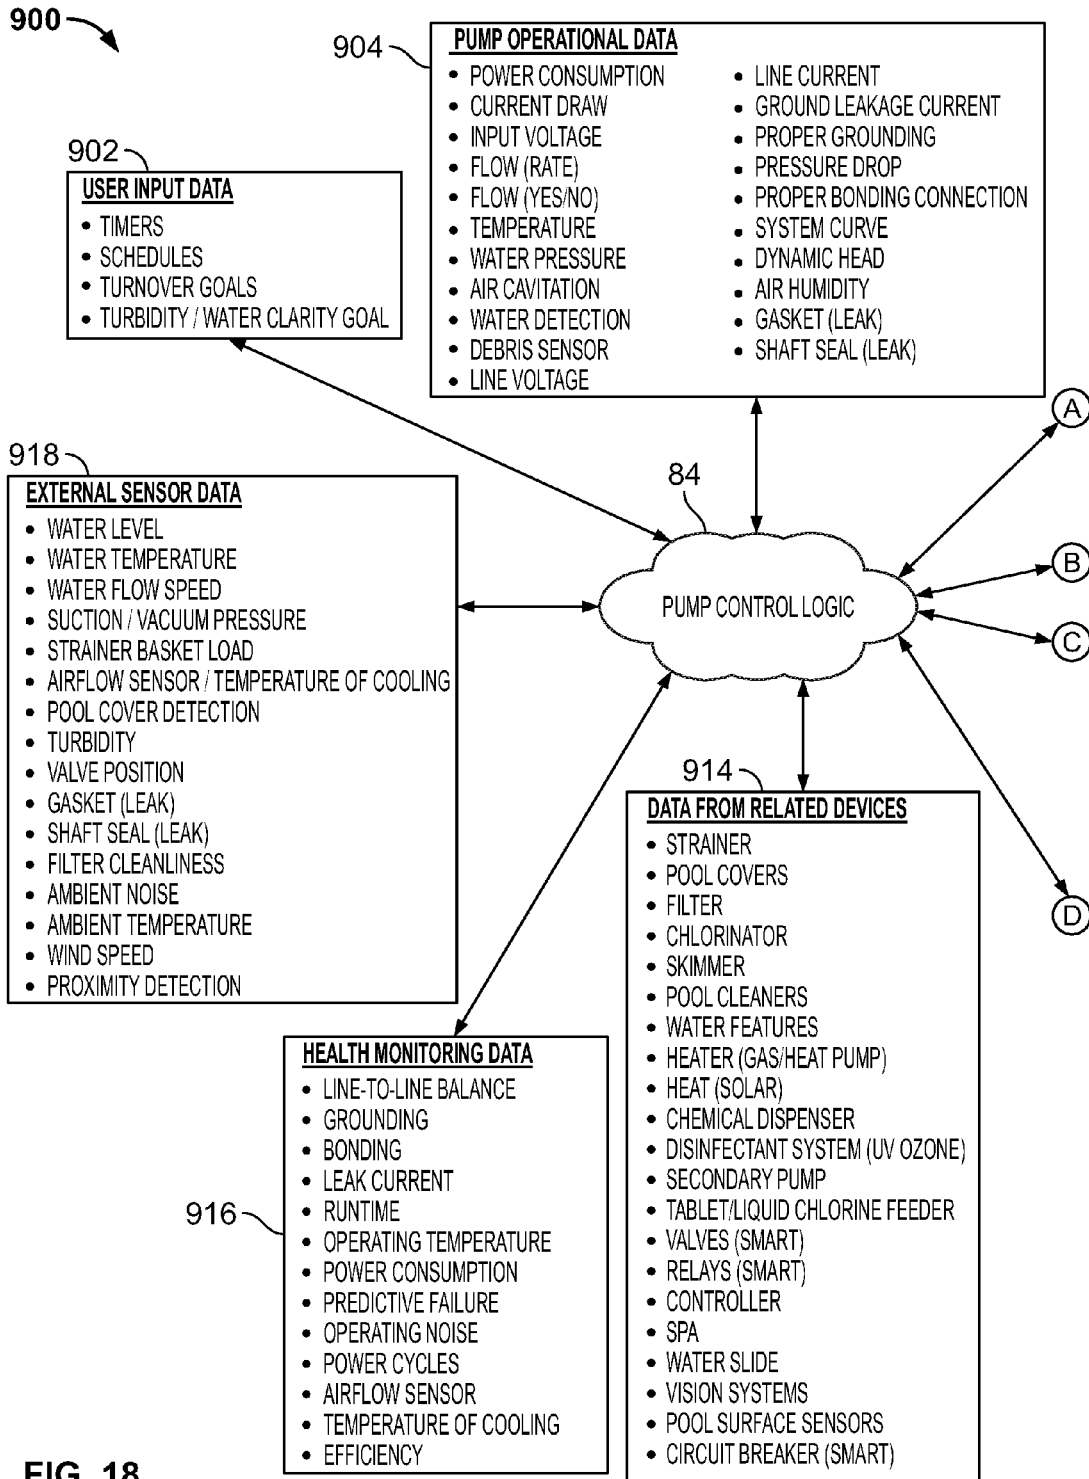 900
904
PUMP OPERATIONAL DATA
• POWER CONSUMPTION
• CURRENT DRAW
• INPUT VOLTAGE
• FLOW (RATE)
• FLOW (YES/NO)
• TEMPERATURE
• WATER PRESSURE
• AIR CAVITATION
• WATER DETECTION
• DEBRIS SENSOR
• LINE VOLTAGE
• LINE CURRENT
• GROUND LEAKAGE CURRENT
• PROPER GROUNDING
• PRESSURE DROP
• PROPER BONDING CONNECTION
• SYSTEM CURVE
• DYNAMIC HEAD
• AIR HUMIDITY
• GASKET (LEAK)
• SHAFT SEAL (LEAK)
902
USER INPUT DATA
• TIMERS
• SCHEDULES
• TURNOVER GOALS
• TURBIDITY / WATER CLARITY GOAL
A
918
EXTERNAL SENSOR DATA
• WATER LEVEL
• WATER TEMPERATURE
• WATER FLOW SPEED
• SUCTION / VACUUM PRESSURE
• STRAINER BASKET LOAD
• AIRFLOW SENSOR / TEMPERATURE OF COOLING
• POOL COVER DETECTION
• TURBIDITY
• VALVE POSITION
• GASKET (LEAK)
• SHAFT SEAL (LEAK)
• FILTER CLEANLINESS
• AMBIENT NOISE
• AMBIENT TEMPERATURE
• WIND SPEED
• PROXIMITY DETECTION
84
PUMP CONTROL LOGIC
B
C
D
914
DATA FROM RELATED DEVICES
• STRAINER
• POOL COVERS
• FILTER
• CHLORINATOR
• SKIMMER
• POOL CLEANERS
• WATER FEATURES
• HEATER (GAS/HEAT PUMP)
• HEAT (SOLAR)
• CHEMICAL DISPENSER
• DISINFECTANT SYSTEM (UV OZONE)
• SECONDARY PUMP
• TABLET/LIQUID CHLORINE FEEDER
• VALVES (SMART)
• RELAYS (SMART)
• CONTROLLER
• SPA
• WATER SLIDE
• VISION SYSTEMS
• POOL SURFACE SENSORS
• CIRCUIT BREAKER (SMART)
916
HEALTH MONITORING DATA
• LINE-TO-LINE BALANCE
• GROUNDING
• BONDING
• LEAK CURRENT
• RUNTIME
• OPERATING TEMPERATURE
• POWER CONSUMPTION
• PREDICTIVE FAILURE
• OPERATING NOISE
• POWER CYCLES
• AIRFLOW SENSOR
• TEMPERATURE OF COOLING
• EFFICIENCY
FIG. 18